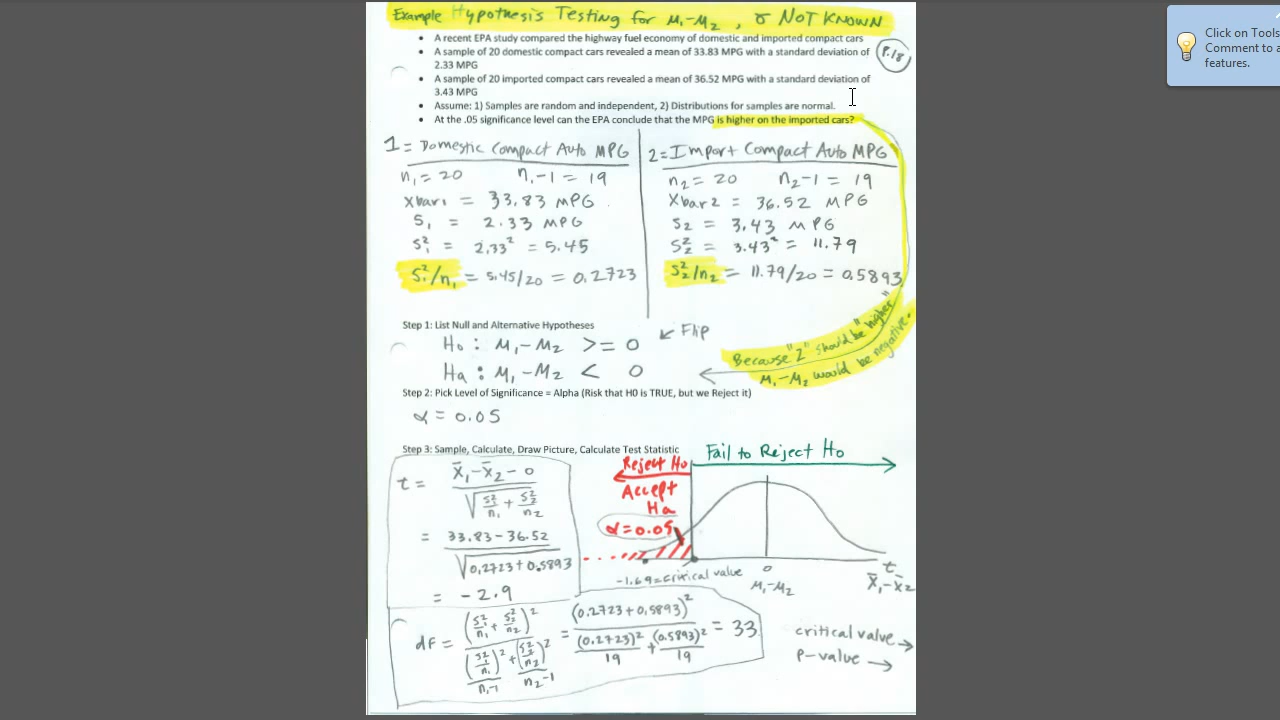 Example Hypothesis Testing for M₁-M₂, σ NOT KNOWN
• A recent EPA study compared the highway fuel economy of domestic and imported compact cars
• A sample of 20 domestic compact cars revealed a mean of 33.83 MPG with a standard deviation of
2.33 MPG
P.18
• A sample of 20 imported compact cars revealed a mean of 36.52 MPG with a standard deviation of
3.43 MPG
• Assume: 1) Samples are random and independent, 2) Distributions for samples are normal.
• At the .05 significance level can the EPA conclude that the MPG is higher on the imported cars?
1 = Domestic Compact Auto MPG
n₁ = 20 n₁-1 = 19
Xbar1 = 33.83 MPG
S₁ = 2.33 MPG
S₁² = 2.33² = 5.45
S₁²/n₁ = 5.45/20 = 0.2723
2 = Import Compact Auto MPG
n₂ = 20 n₂-1 = 19
Xbar2 = 36.52 MPG
S₂ = 3.43 MPG
S₂² = 3.43² = 11.79
S₂²/n₂ = 11.79/20 = 0.5893
Because "2" should be "higher"
M₁-M₂ would be negative.
Step 1: List Null and Alternative Hypotheses
Ho : M₁-M₂ >= 0
↙ Flip
Ha : M₁-M₂ < 0
Step 2: Pick Level of Significance = Alpha (Risk that H0 is TRUE, but we Reject it)
α = 0.05
Step 3: Sample, Calculate, Draw Picture, Calculate Test Statistic
t = (X̄₁-X̄₂-0) / √(S₁²/n₁ + S₂²/n₂)
= (33.83-36.52) / √(0.2723+0.5893)
= -2.9
Reject Ho
Accept
Ha
α=0.05
Fail to Reject Ho
-1.69=critical value
0
M₁-M₂
t
X̄₁-X̄₂
dF = (S₁²/n₁ + S₂²/n₂)² / ((S₁²/n₁)²/(n₁-1) + (S₂²/n₂)²/(n₂-1)) = (0.2723+0.5893)² / ((0.2723)²/19 + (0.5893)²/19) = 33
critical value →
P-value →
Click on Tools
Comment to a
features.